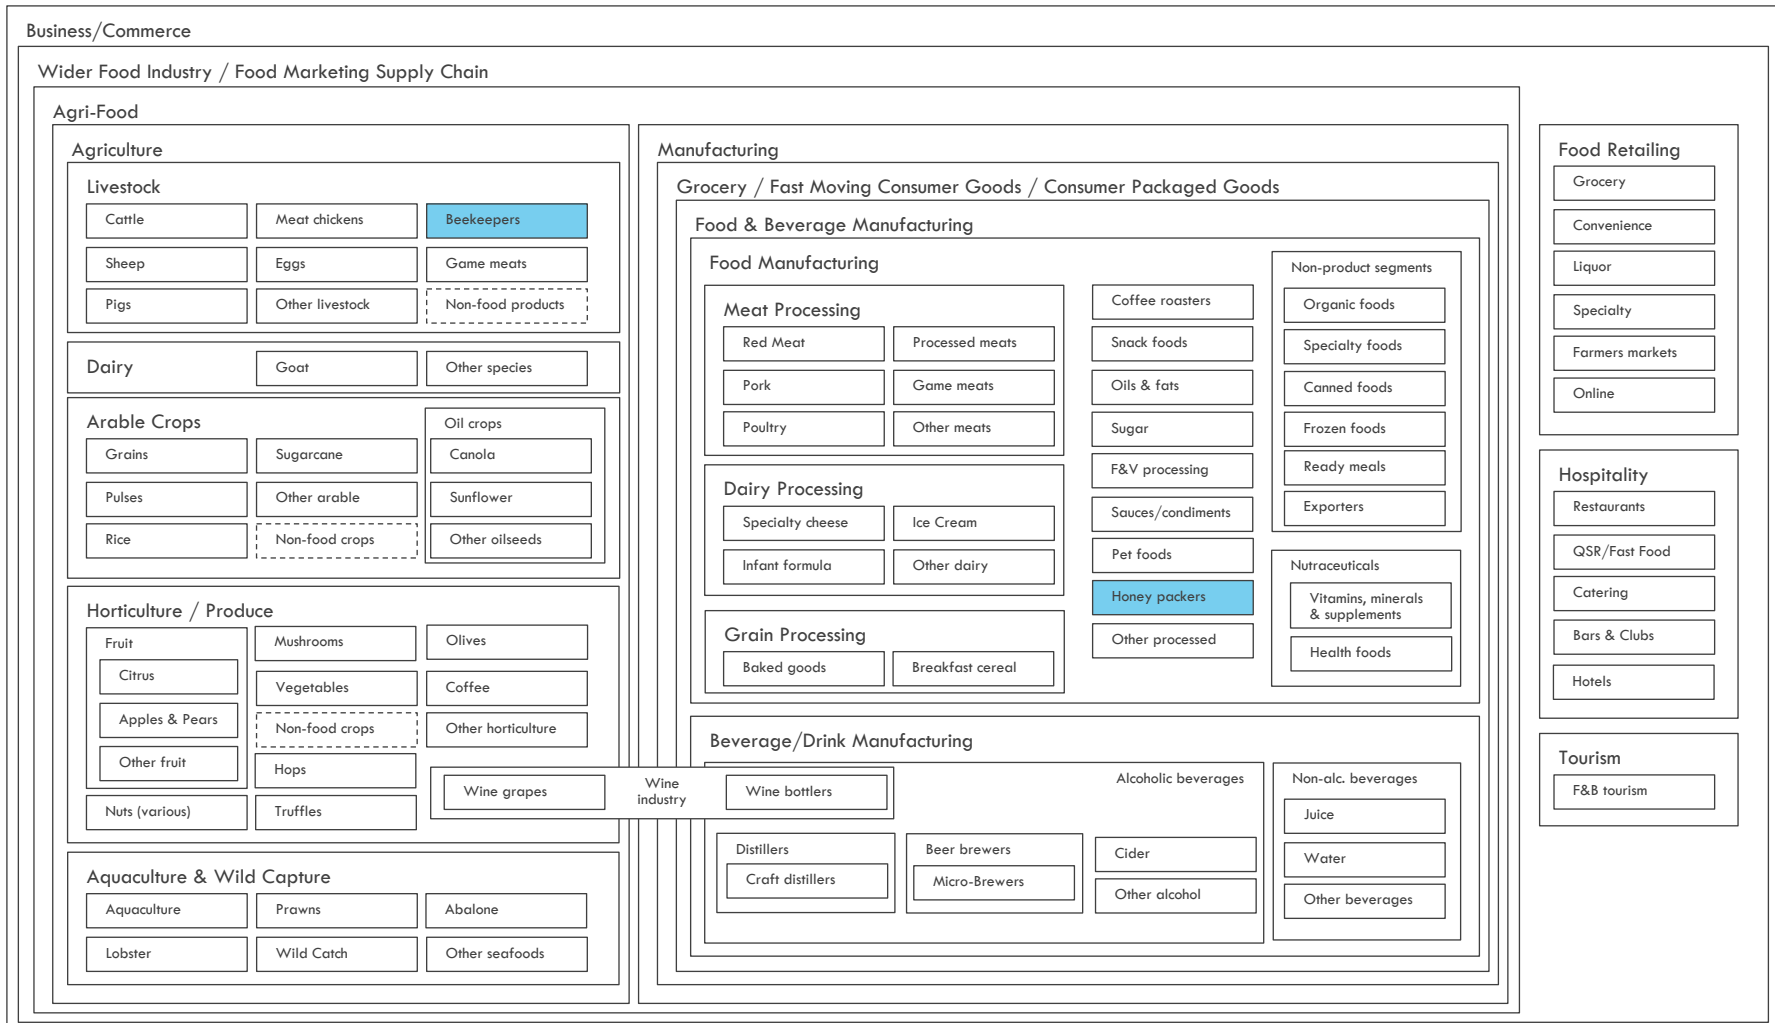 Business/Commerce
Wider Food Industry / Food Marketing Supply Chain
Agri-Food
Agriculture
Livestock
Cattle
Meat chickens
Beekeepers
Sheep
Eggs
Game meats
Pigs
Other livestock
Non-food products
Dairy
Goat
Other species
Arable Crops
Oil crops
Grains
Sugarcane
Canola
Pulses
Other arable
Sunflower
Rice
Non-food crops
Other oilseeds
Horticulture / Produce
Fruit
Mushrooms
Olives
Citrus
Vegetables
Coffee
Apples & Pears
Non-food crops
Other horticulture
Other fruit
Hops
Nuts (various)
Truffles
Wine grapes
Wine
industry
Wine bottlers
Aquaculture & Wild Capture
Aquaculture
Prawns
Abalone
Lobster
Wild Catch
Other seafoods
Manufacturing
Grocery / Fast Moving Consumer Goods / Consumer Packaged Goods
Food & Beverage Manufacturing
Food Manufacturing
Meat Processing
Red Meat
Processed meats
Pork
Game meats
Poultry
Other meats
Dairy Processing
Specialty cheese
Ice Cream
Infant formula
Other dairy
Grain Processing
Baked goods
Breakfast cereal
Coffee roasters
Snack foods
Oils & fats
Sugar
F&V processing
Sauces/condiments
Pet foods
Honey packers
Other processed
Non-product segments
Organic foods
Specialty foods
Canned foods
Frozen foods
Ready meals
Exporters
Nutraceuticals
Vitamins, minerals
& supplements
Health foods
Beverage/Drink Manufacturing
Alcoholic beverages
Distillers
Craft distillers
Beer brewers
Micro-Brewers
Cider
Other alcohol
Non-alc. beverages
Juice
Water
Other beverages
Food Retailing
Grocery
Convenience
Liquor
Specialty
Farmers markets
Online
Hospitality
Restaurants
QSR/Fast Food
Catering
Bars & Clubs
Hotels
Tourism
F&B tourism